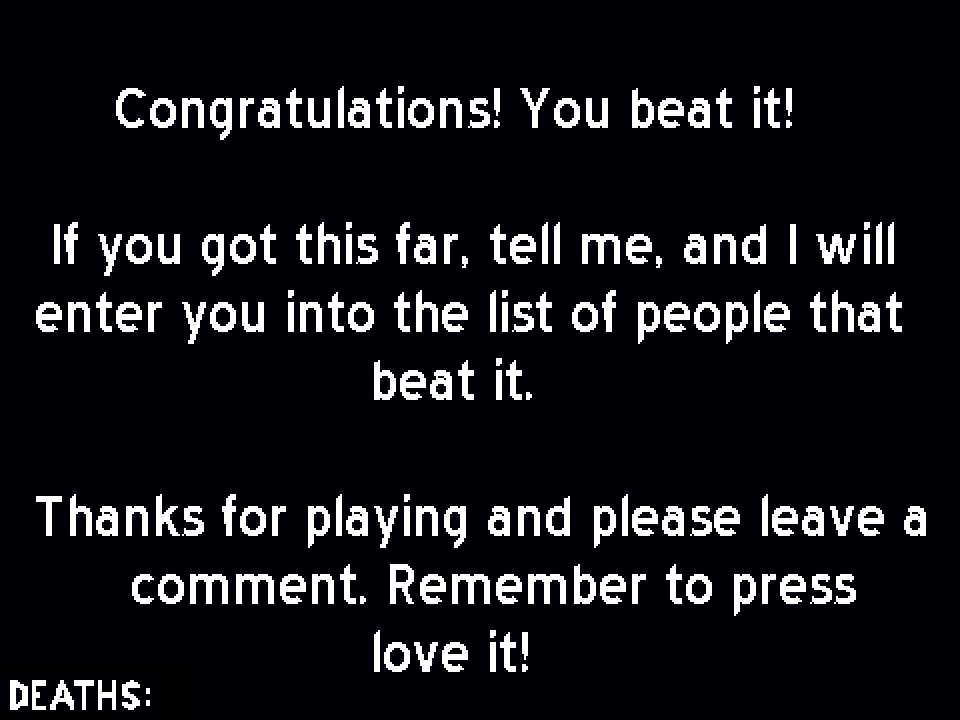 Congratulations! You beat it!
If you got this far, tell me, and I will
enter you into the list of people that
beat it.
Thanks for playing and please leave a
comment. Remember to press
love it!
DEATHS: